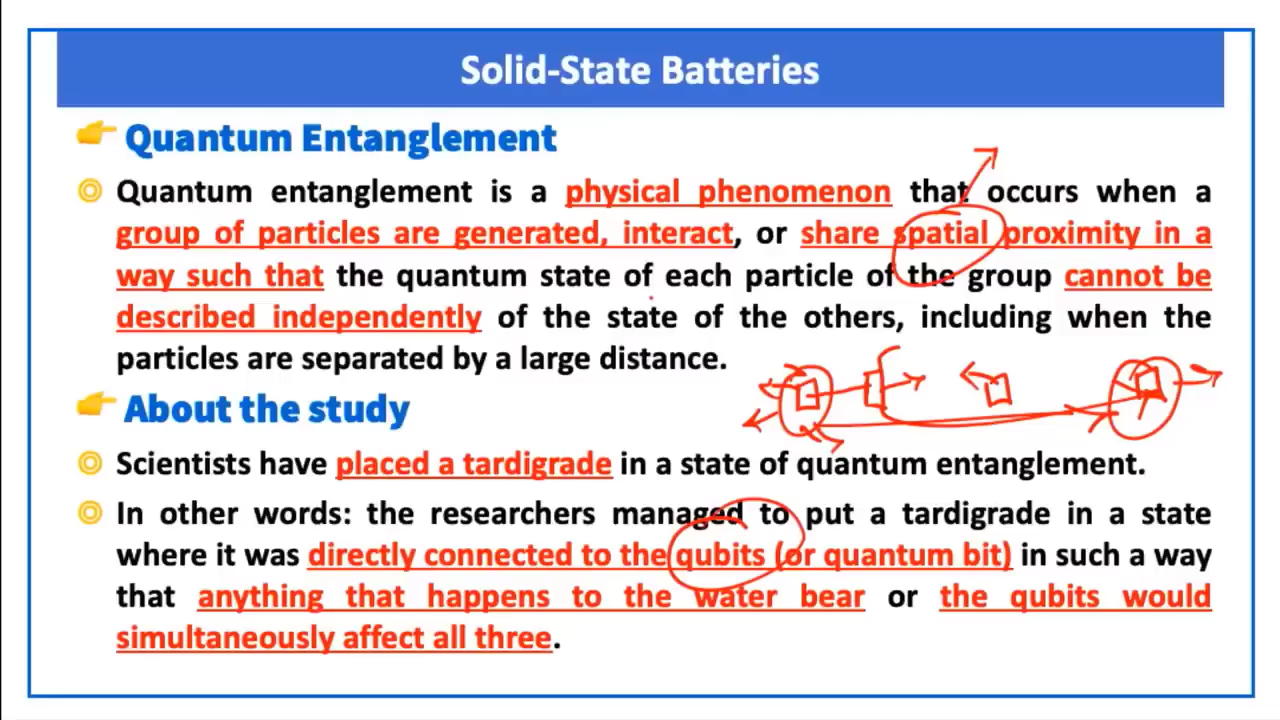 Solid-State Batteries
Quantum Entanglement
Quantum entanglement is a physical phenomenon that occurs when a
group of particles are generated, interact, or share spatial proximity in a
way such that the quantum state of each particle of the group cannot be
described independently of the state of the others, including when the
particles are separated by a large distance.
About the study
Scientists have placed a tardigrade in a state of quantum entanglement.
In other words: the researchers managed to put a tardigrade in a state
where it was directly connected to the qubits (or quantum bit) in such a way
that anything that happens to the water bear or the qubits would
simultaneously affect all three.